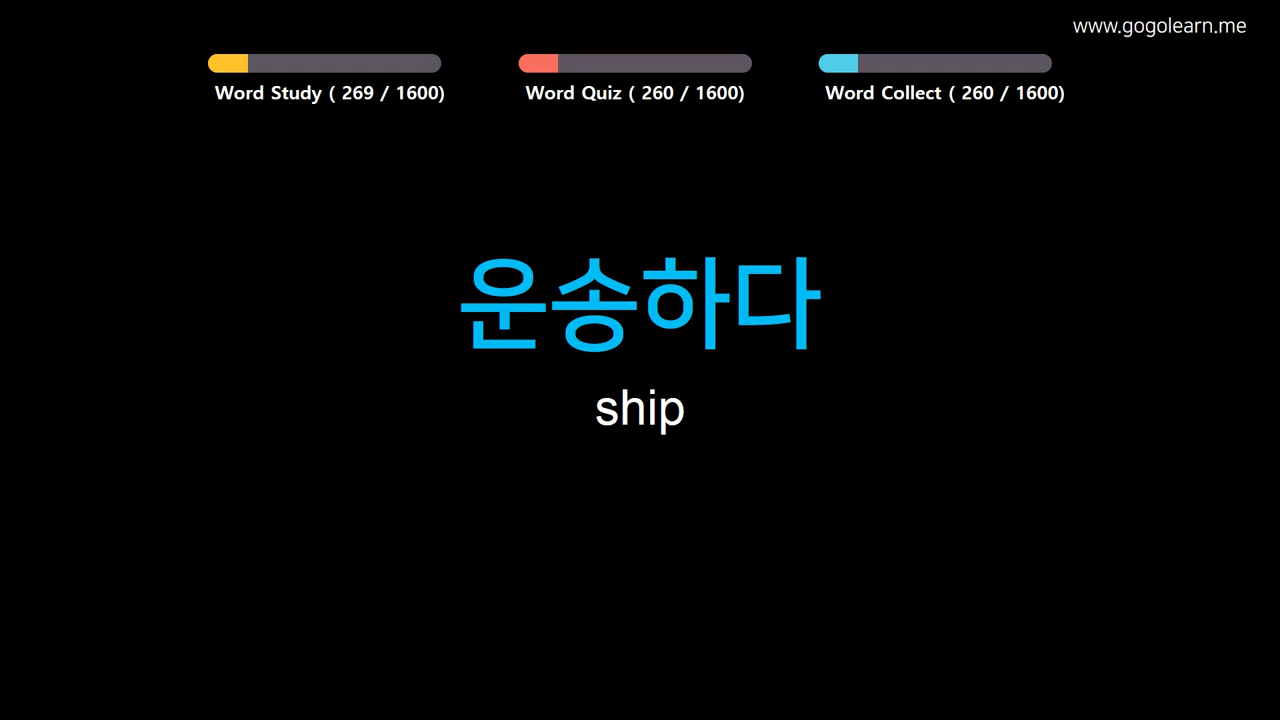 www.gogolearn.me
Word Study ( 269 / 1600)
Word Quiz ( 260 / 1600)
Word Collect ( 260 / 1600)
운송하다
ship